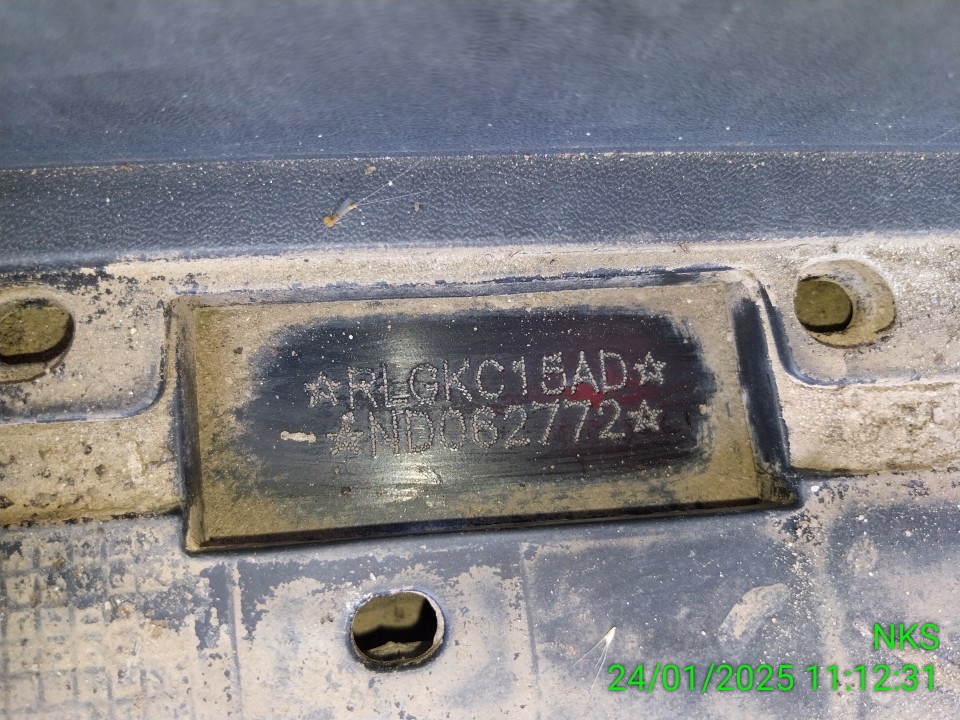 ☆RLGKC15AD☆
☆ND062772☆
NKS
24/01/2025 11:12:31